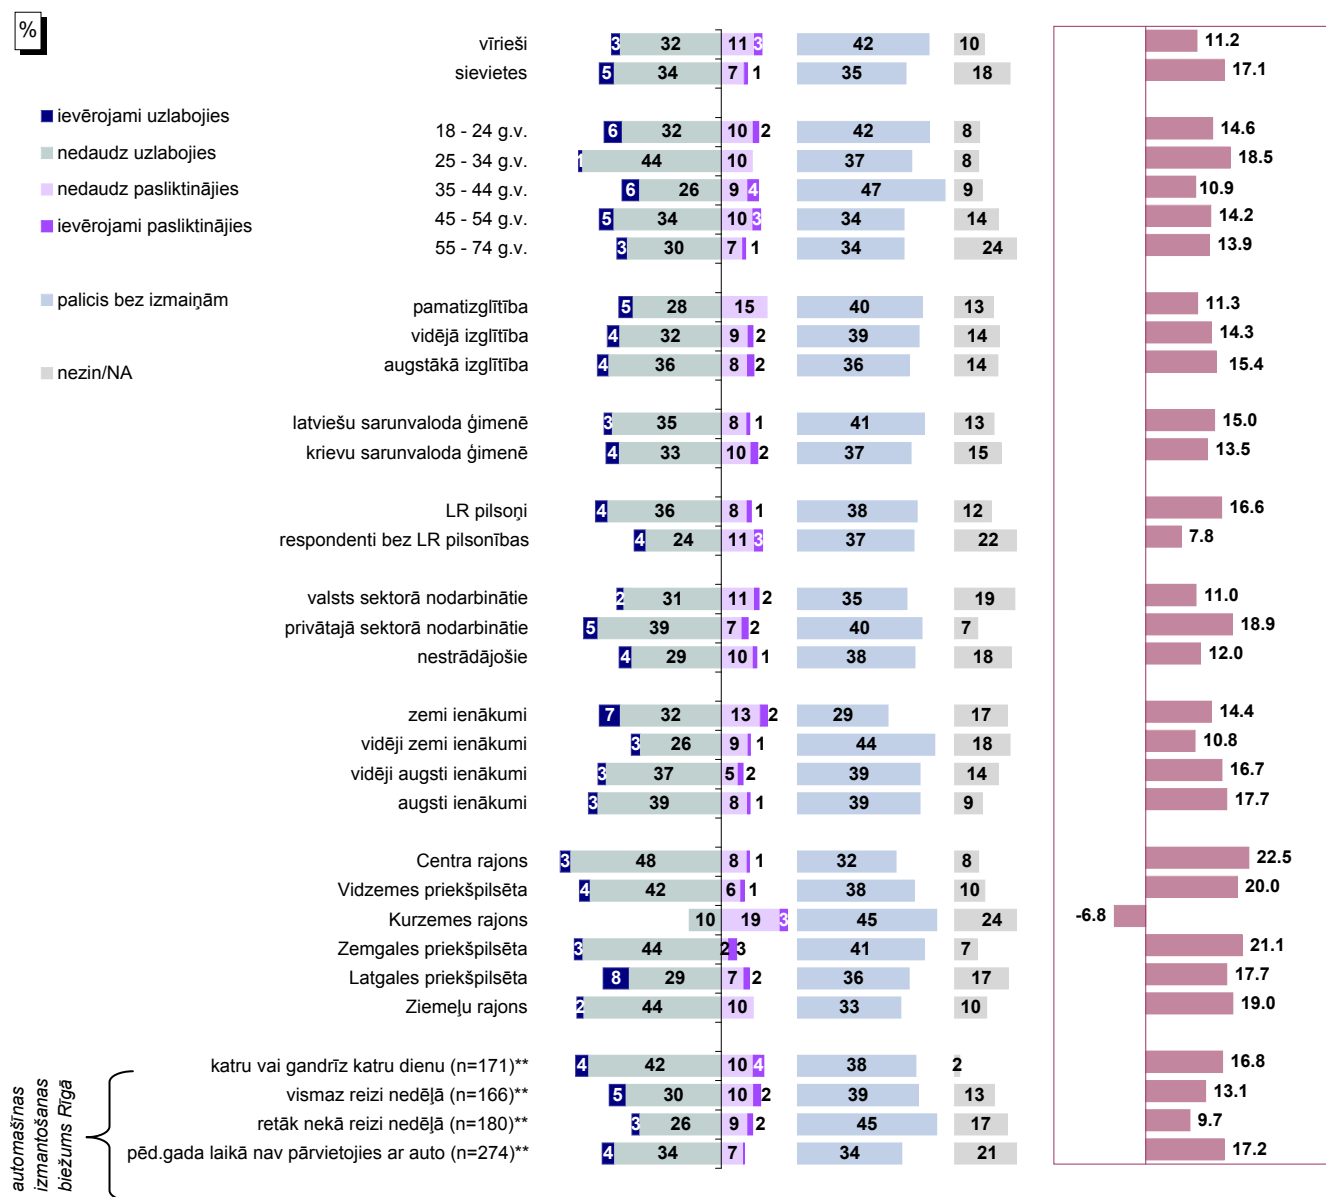 %
ievērojami uzlabojies
nedaudz uzlabojies
nedaudz pasliktinājies
ievērojami pasliktinājies
palicis bez izmaiņām
nezin/NA
vīrieši 3 32 11 3 42 10 11.2
sievietes 5 34 7 1 35 18 17.1
18 - 24 g.v. 6 32 10 2 42 8 14.6
25 - 34 g.v. 1 44 10 37 8 18.5
35 - 44 g.v. 6 26 9 4 47 9 10.9
45 - 54 g.v. 5 34 10 3 34 14 14.2
55 - 74 g.v. 3 30 7 1 34 24 13.9
pamatizglītība 5 28 15 40 13 11.3
vidējā izglītība 4 32 9 2 39 14 14.3
augstākā izglītība 4 36 8 2 36 14 15.4
latviešu sarunvaloda ģimenē 3 35 8 1 41 13 15.0
krievu sarunvaloda ģimenē 4 33 10 2 37 15 13.5
LR pilsoņi 4 36 8 1 38 12 16.6
respondenti bez LR pilsonības 4 24 11 3 37 22 7.8
valsts sektorā nodarbinātie 2 31 11 2 35 19 11.0
privātajā sektorā nodarbinātie 5 39 7 2 40 7 18.9
nestrādājošie 4 29 10 1 38 18 12.0
zemi ienākumi 7 32 13 2 29 17 14.4
vidēji zemi ienākumi 3 26 9 1 44 18 10.8
vidēji augsti ienākumi 3 37 5 2 39 14 16.7
augsti ienākumi 3 39 8 1 39 9 17.7
Centra rajons 3 48 8 1 32 8 22.5
Vidzemes priekšpilsēta 4 42 6 1 38 10 20.0
Kurzemes rajons 10 19 3 45 24 -6.8
Zemgales priekšpilsēta 3 44 2 3 41 7 21.1
Latgales priekšpilsēta 8 29 7 2 36 17 17.7
Ziemeļu rajons 2 44 10 33 10 19.0
automašīnas
izmantošanas
biežums Rīgā
katru vai gandrīz katru dienu (n=171)** 4 42 10 4 38 2 16.8
vismaz reizi nedēļā (n=166)** 5 30 10 2 39 13 13.1
retāk nekā reizi nedēļā (n=180)** 3 26 9 2 45 17 9.7
pēd.gada laikā nav pārvietojies ar auto (n=274)** 4 34 7 34 21 17.2